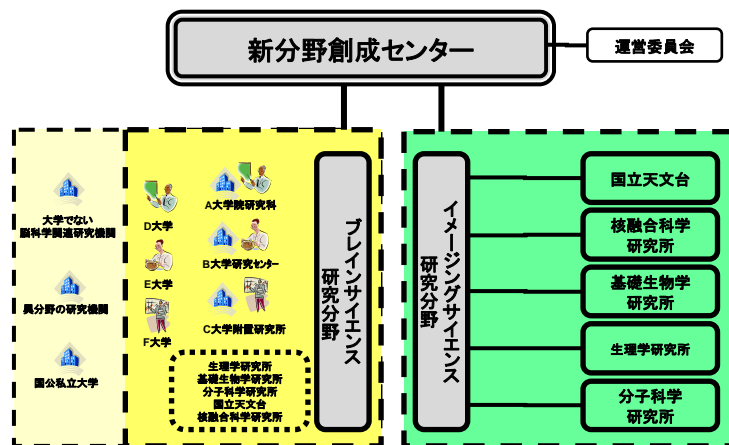 新分野創成センター
運営委員会
大学でない
脳科学関連研究機関
異分野の研究機関
国公私立大学
D大学
E大学
F大学
A大学院研究科
B大学研究センター
C大学附置研究所
生理学研究所
基礎生物学研究所
分子科学研究所
国立天文台
核融合科学研究所
ブレインサイエンス
研究分野
イメージングサイエンス
研究分野
国立天文台
核融合科学
研究所
基礎生物学
研究所
生理学研究所
分子科学
研究所